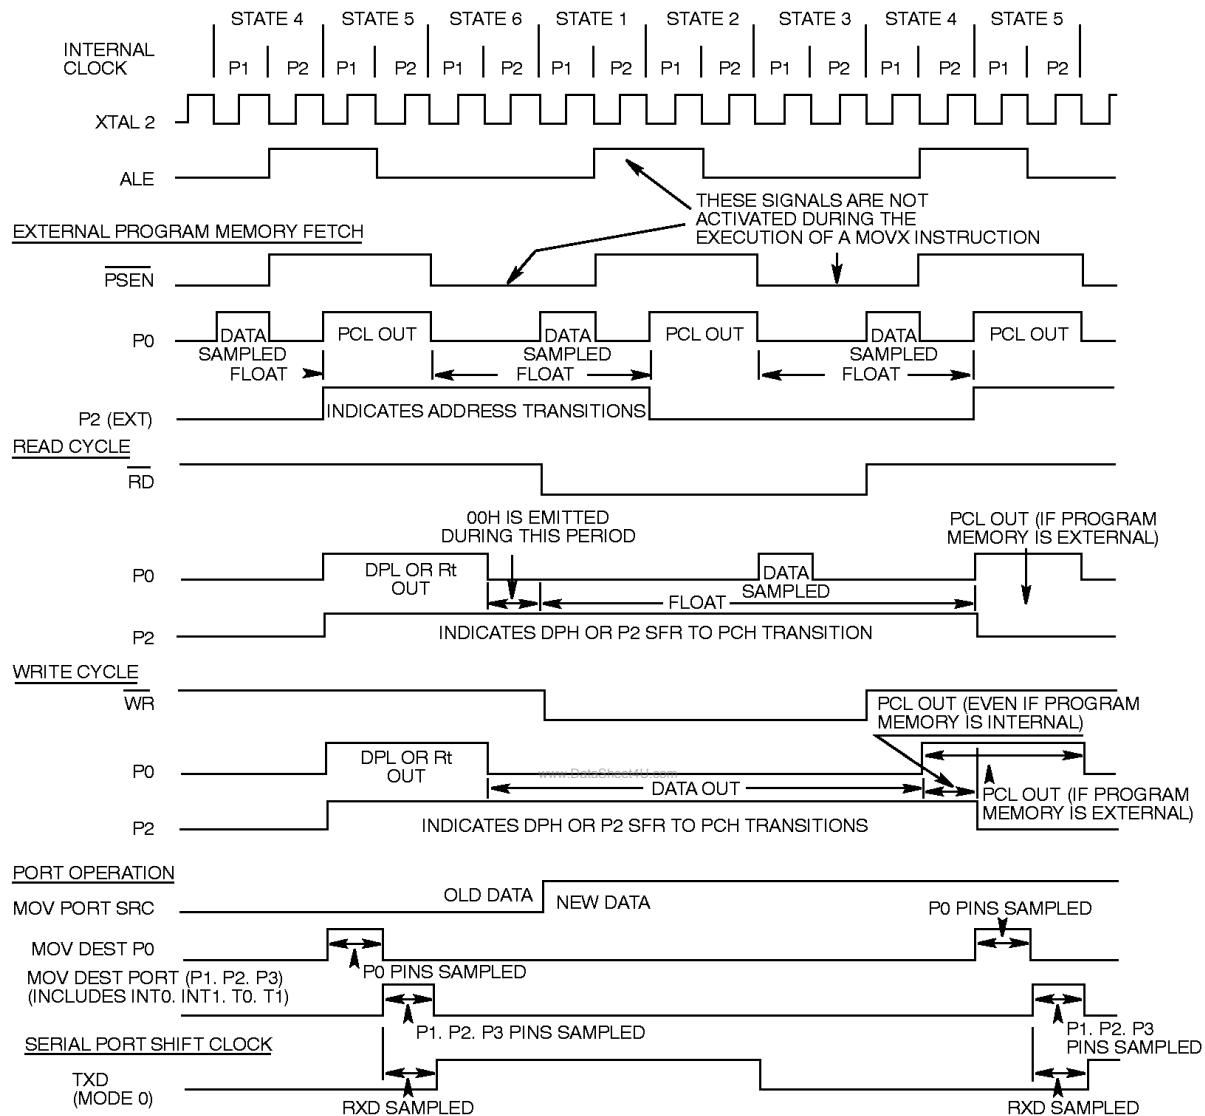 STATE 4 STATE 5 STATE 6 STATE 1 STATE 2 STATE 3 STATE 4 STATE 5
INTERNAL
CLOCK
P1 P2 P1 P2 P1 P2 P1 P2 P1 P2 P1 P2 P1 P2 P1 P2
XTAL 2
ALE
THESE SIGNALS ARE NOT
ACTIVATED DURING THE
EXECUTION OF A MOVX INSTRUCTION
EXTERNAL PROGRAM MEMORY FETCH
PSEN
P0
DATA PCL OUT DATA PCL OUT DATA PCL OUT
SAMPLED SAMPLED SAMPLED
FLOAT FLOAT FLOAT
P2 (EXT)
INDICATES ADDRESS TRANSITIONS
READ CYCLE
RD
00H IS EMITTED
DURING THIS PERIOD
PCL OUT (IF PROGRAM
MEMORY IS EXTERNAL)
P0
DPL OR Rt
OUT
DATA
SAMPLED
FLOAT
P2
INDICATES DPH OR P2 SFR TO PCH TRANSITION
WRITE CYCLE
WR
PCL OUT (EVEN IF PROGRAM
MEMORY IS INTERNAL)
P0
DPL OR Rt
OUT
www.DataSheet4U.com
DATA OUT
PCL OUT (IF PROGRAM
MEMORY IS EXTERNAL)
P2
INDICATES DPH OR P2 SFR TO PCH TRANSITIONS
PORT OPERATION
MOV PORT SRC
OLD DATA NEW DATA
P0 PINS SAMPLED
MOV DEST P0
P0 PINS SAMPLED
MOV DEST PORT (P1. P2. P3)
(INCLUDES INT0. INT1. T0. T1)
P1. P2. P3 PINS SAMPLED
P1. P2. P3
PINS SAMPLED
SERIAL PORT SHIFT CLOCK
TXD
(MODE 0)
RXD SAMPLED RXD SAMPLED